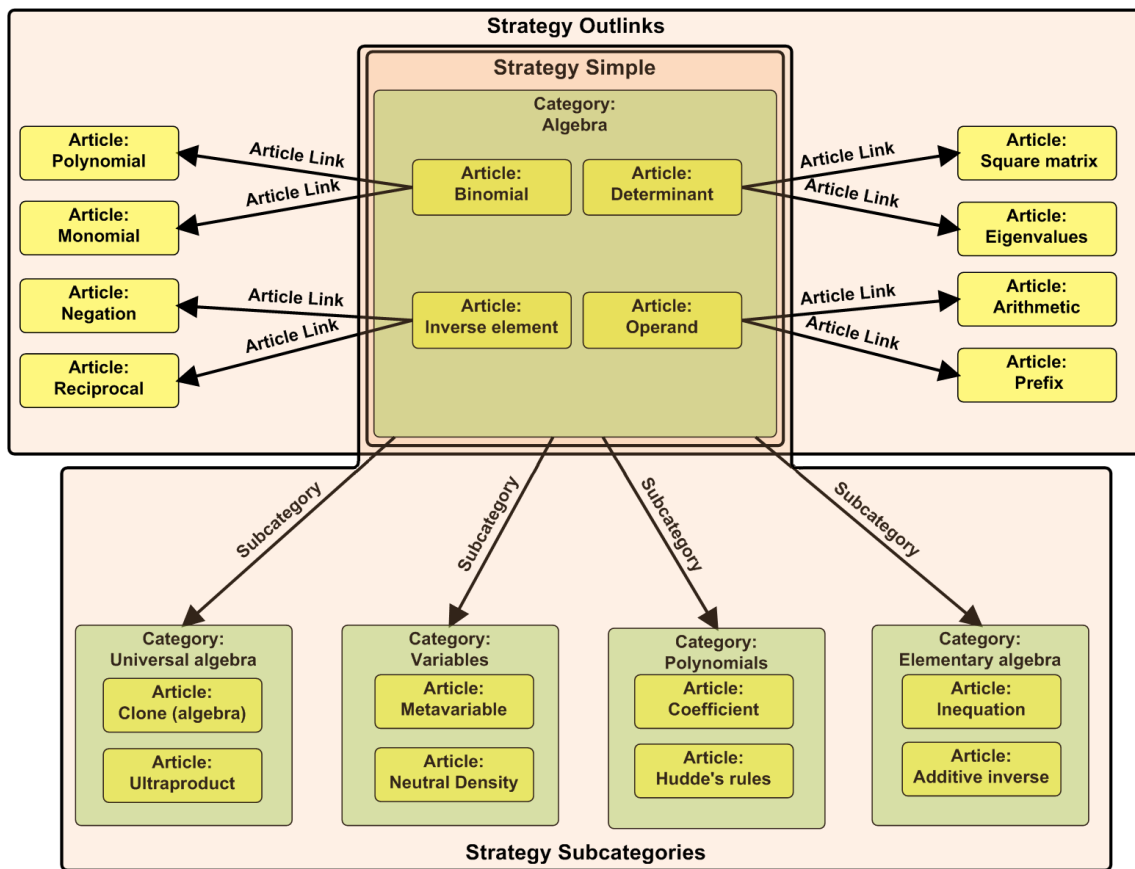 Strategy Outlinks
Strategy Simple
Category:
Algebra
Article:
Polynomial
Article Link
Article:
Binomial
Article:
Determinant
Article Link
Article:
Square matrix
Article:
Monomial
Article Link
Article Link
Article:
Eigenvalues
Article:
Negation
Article Link
Article:
Inverse element
Article:
Operand
Article Link
Article:
Arithmetic
Article:
Reciprocal
Article Link
Article Link
Article:
Prefix
Subcategory
Subcategory
Subcategory
Subcategory
Category:
Universal algebra
Article:
Clone (algebra)
Article:
Ultraproduct
Category:
Variables
Article:
Metavariable
Article:
Neutral Density
Category:
Polynomials
Article:
Coefficient
Article:
Hudde's rules
Category:
Elementary algebra
Article:
Inequation
Article:
Additive inverse
Strategy Subcategories